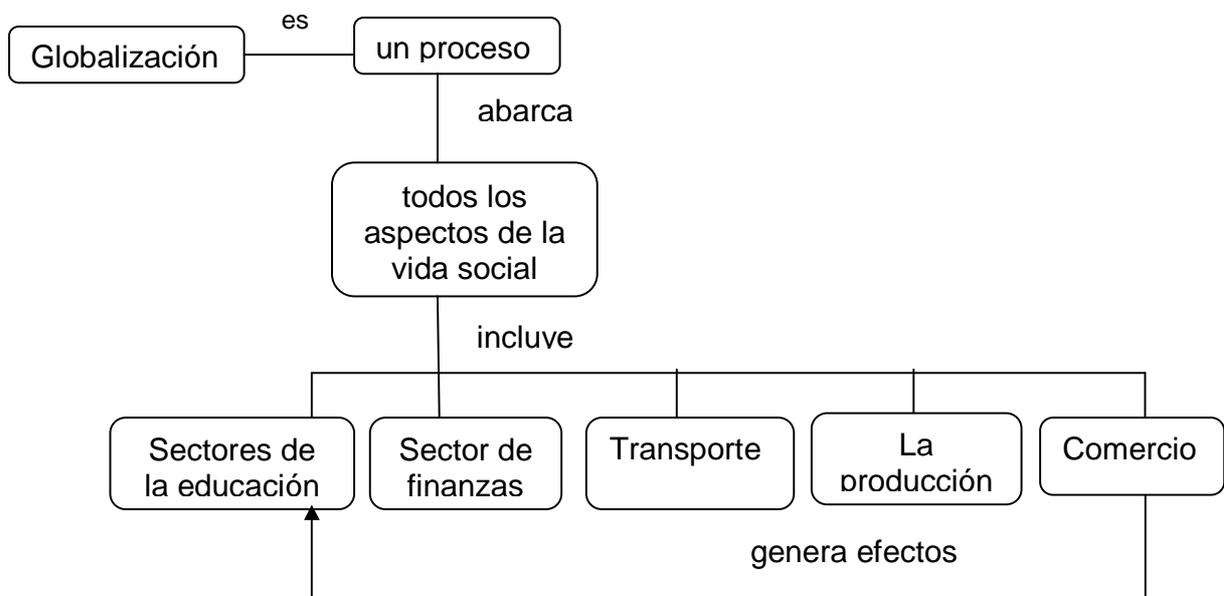 es
Globalización
un proceso
abarca
todos los
aspectos de la
vida social
incluye
Sectores de
la educación
Sector de
finanzas
Transporte
La
producción
Comercio
genera efectos